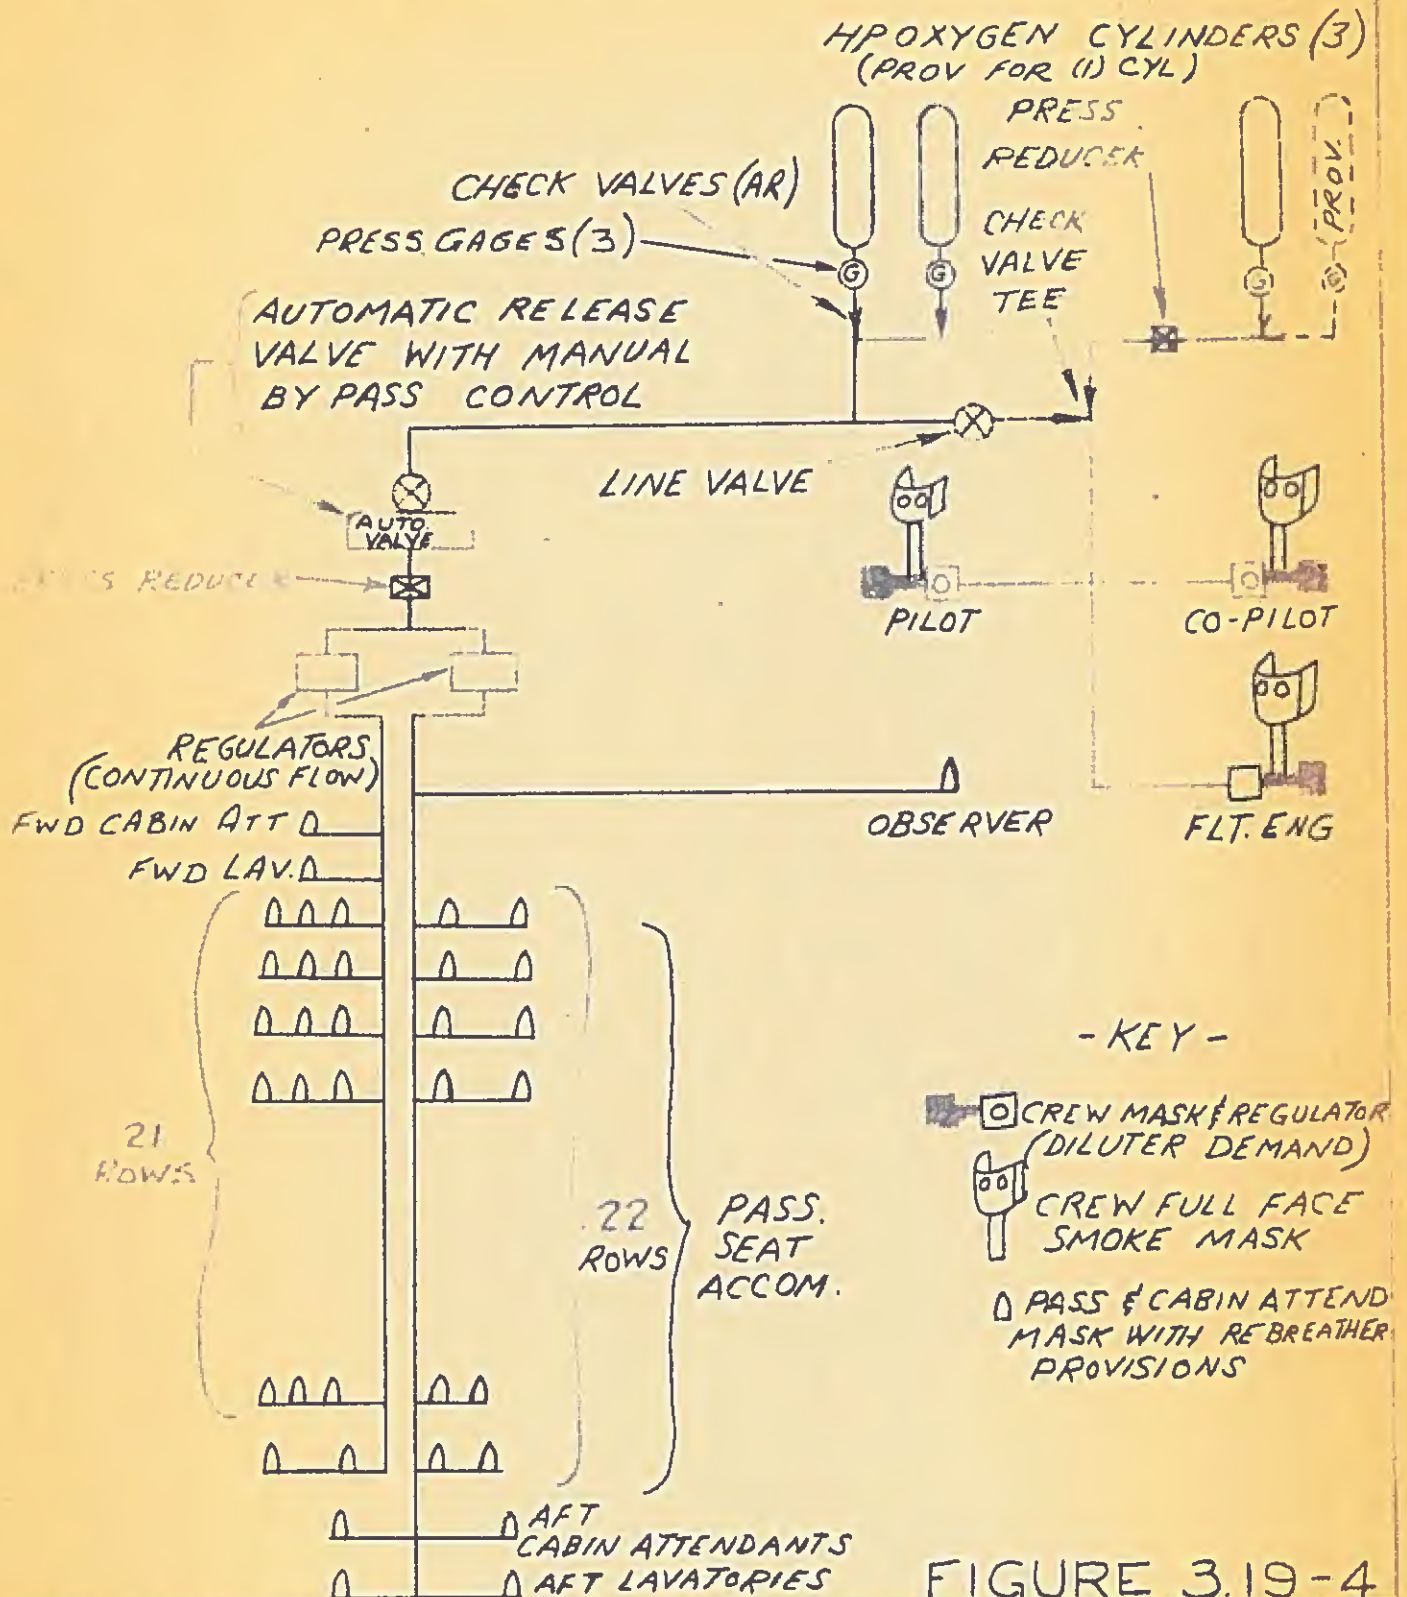 HP OXYGEN CYLINDERS (3)
(PROV FOR (1) CYL)
PRESS
REDUCER
CHECK VALVES (AR)
PRESS. GAGES (3)
CHECK
VALVE
TEE
PROV.
G
G
G
G
AUTOMATIC RELEASE
VALVE WITH MANUAL
BY PASS CONTROL
LINE VALVE
AUTO.
VALVE
PRESS REDUCER
PILOT
CO-PILOT
REGULATORS
(CONTINUOUS FLOW)
FWD CABIN ATT
FWD LAV.
OBSERVER
FLT. ENG
21
ROWS
22
ROWS
PASS.
SEAT
ACCOM.
- KEY -
CREW MASK & REGULATOR
(DILUTER DEMAND)
CREW FULL FACE
SMOKE MASK
PASS & CABIN ATTEND
MASK WITH REBREATHER
PROVISIONS
AFT
CABIN ATTENDANTS
AFT LAVATORIES
FIGURE 3.19-4